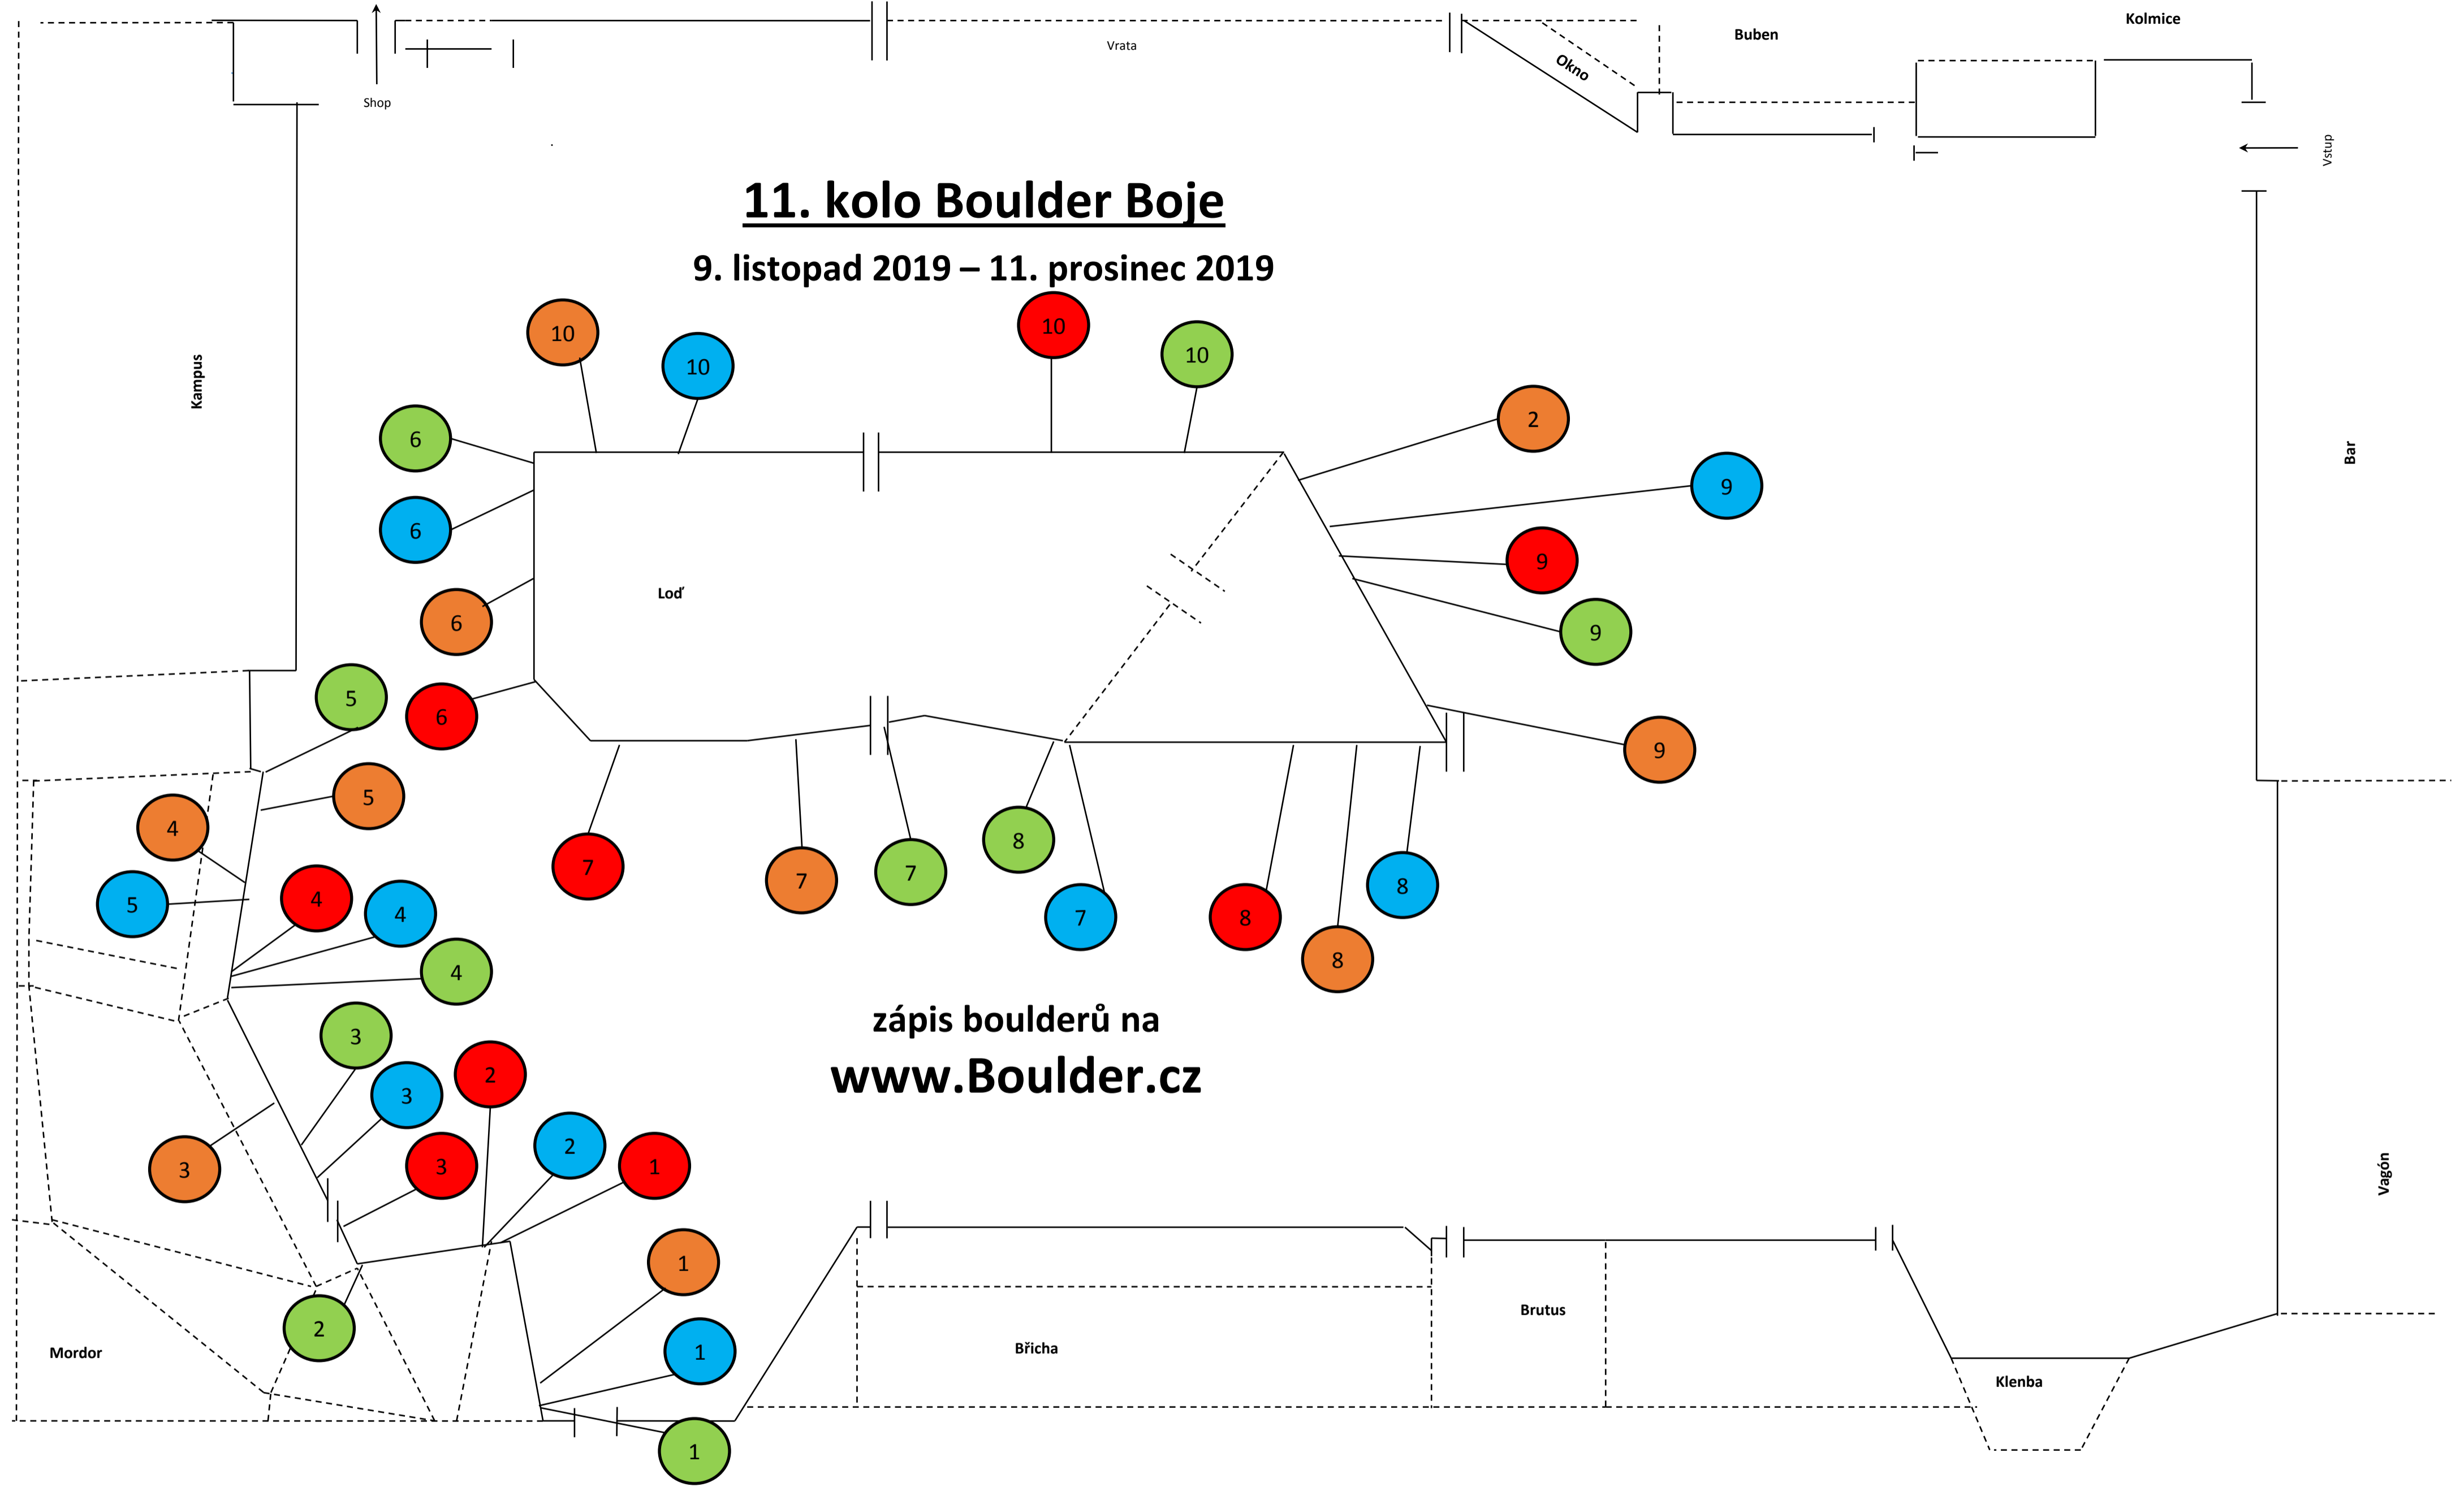 Kolmice
Buben
Vrata
Okno
Shop
Vstup
11. kolo Boulder Boje
9. listopad 2019 – 11. prosinec 2019
10
10
10
10
Kampus
6
2
Bar
9
6
9
Loď
6
9
5
6
9
5
4
8
7
7
7
8
4
5
4
7
8
4
8
zápis boulderů na
3
2
www.Boulder.cz
3
2
3
1
3
Vagón
1
Brutus
2
Břicha
1
Mordor
Klenba
1